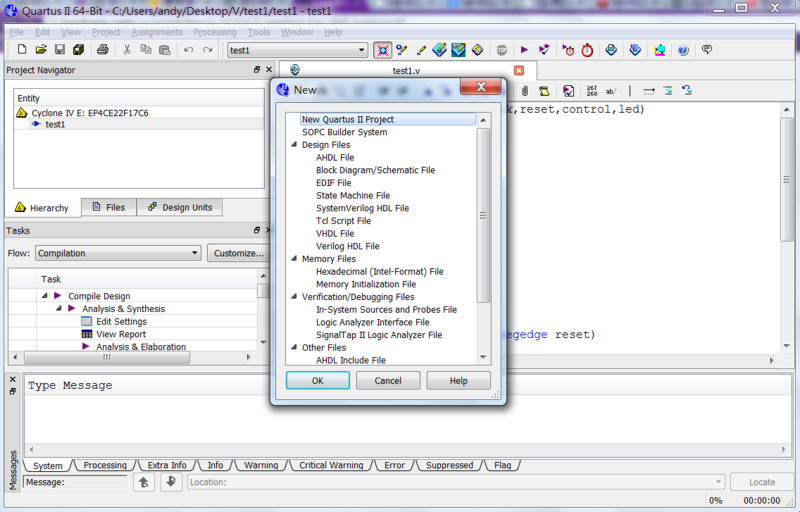 Quartus II 64-Bit - C:/Users/andy/Desktop/V/test1/test1 - test1
File Edit View Project Assignments Processing Tools Window Help
test1
Project Navigator
test1.v
Entity
Cyclone IV E: EP4CE22F17C6
test1
Hierarchy Files Design Units
Tasks
Flow: Compilation Customize...
Task
Compile Design
Analysis & Synthesis
Edit Settings
View Report
Analysis & Elaboration
267
268
ab/
k,reset,control,led)
egedge reset)
New
New Quartus II Project
SOPC Builder System
Design Files
AHDL File
Block Diagram/Schematic File
EDIF File
State Machine File
SystemVerilog HDL File
Tcl Script File
VHDL File
Verilog HDL File
Memory Files
Hexadecimal (Intel-Format) File
Memory Initialization File
Verification/Debugging Files
In-System Sources and Probes File
Logic Analyzer Interface File
SignalTap II Logic Analyzer File
Other Files
AHDL Include File
OK Cancel Help
Messages
Type Message
System Processing Extra Info Info Warning Critical Warning Error Suppressed Flag
Message: Location: Locate
0% 00:00:00